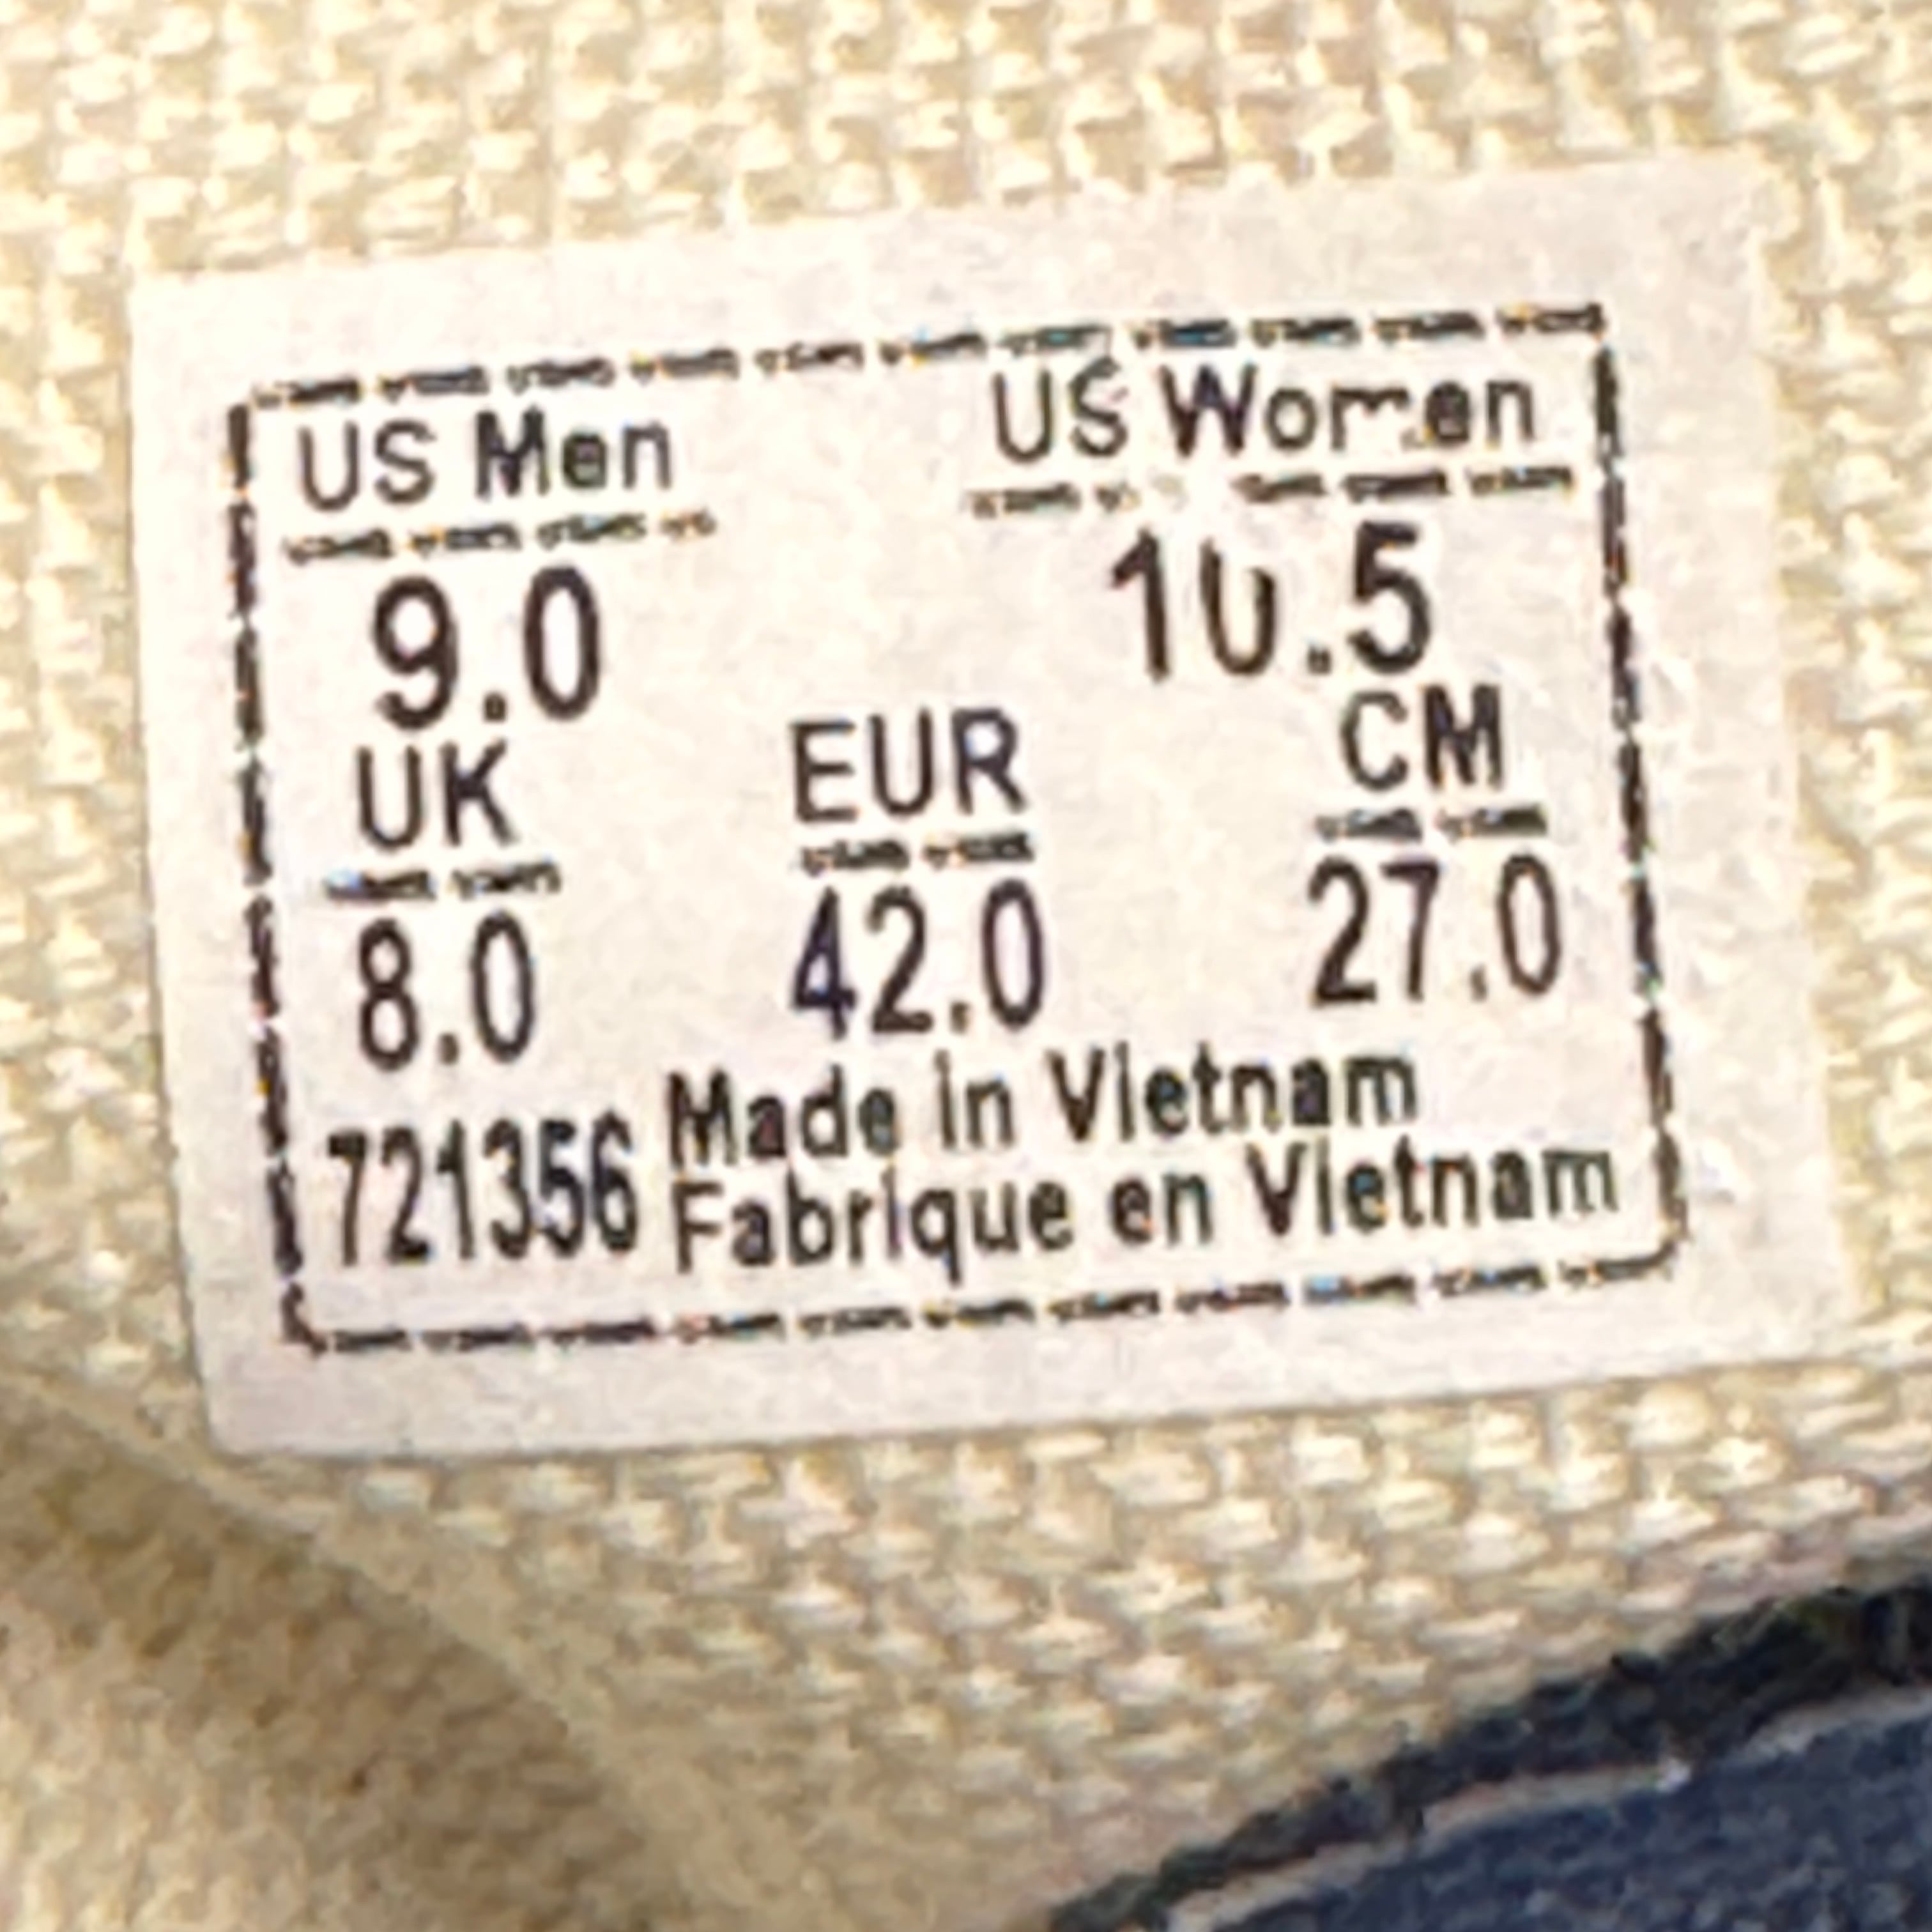 US Men US Women
9.0 10.5
UK EUR CM
8.0 42.0 27.0
721356 Made in Vietnam
Fabrique en Vietnam